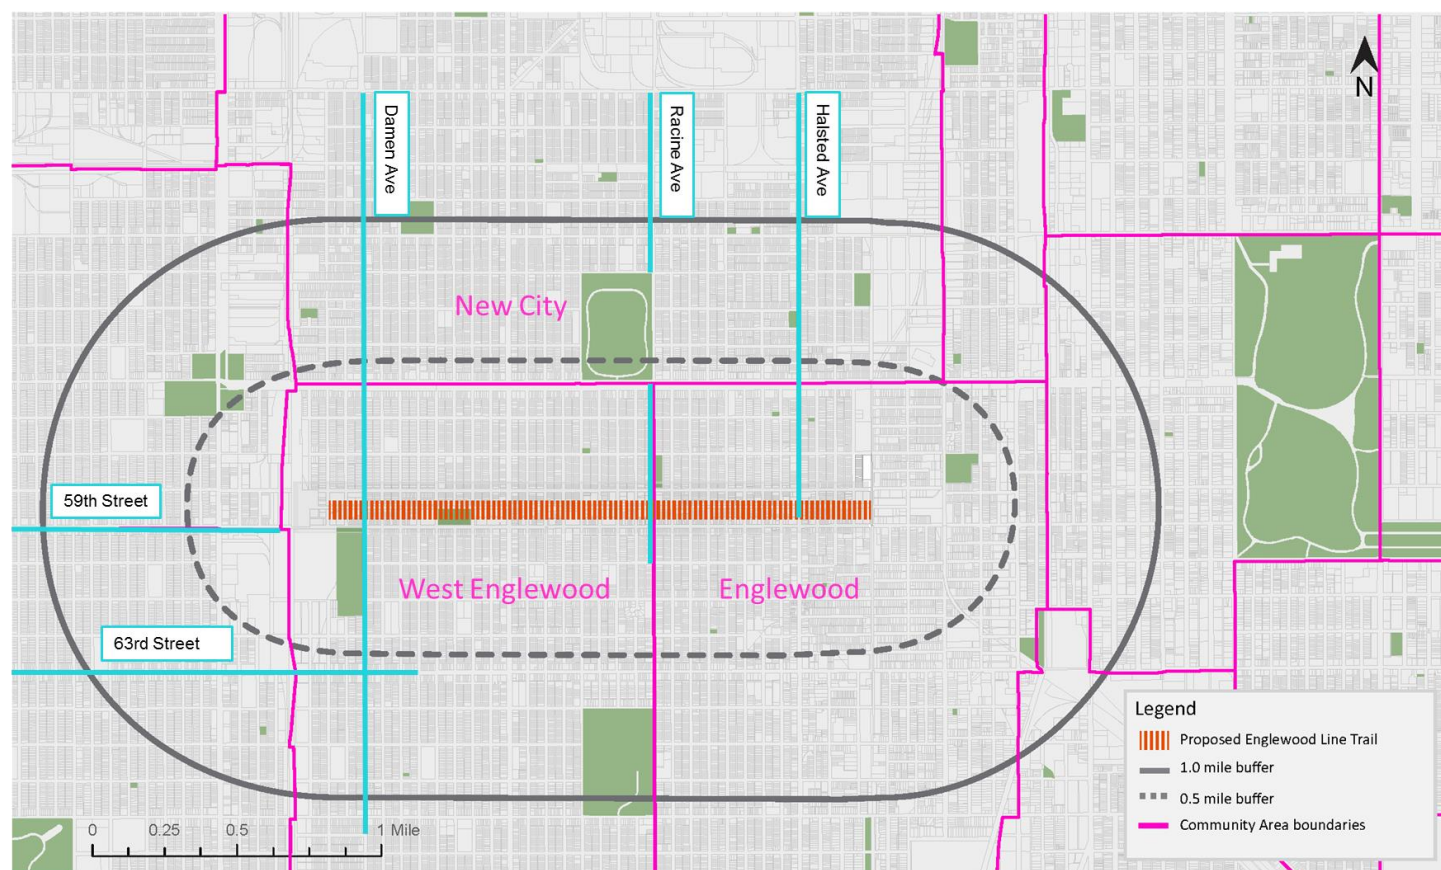 N
Damen Ave
Racine Ave
Halsted Ave
New City
59th Street
West Englewood
Englewood
63rd Street
Legend
Proposed Englewood Line Trail
1.0 mile buffer
0.5 mile buffer
Community Area boundaries
0 0.25 0.5 1 Mile